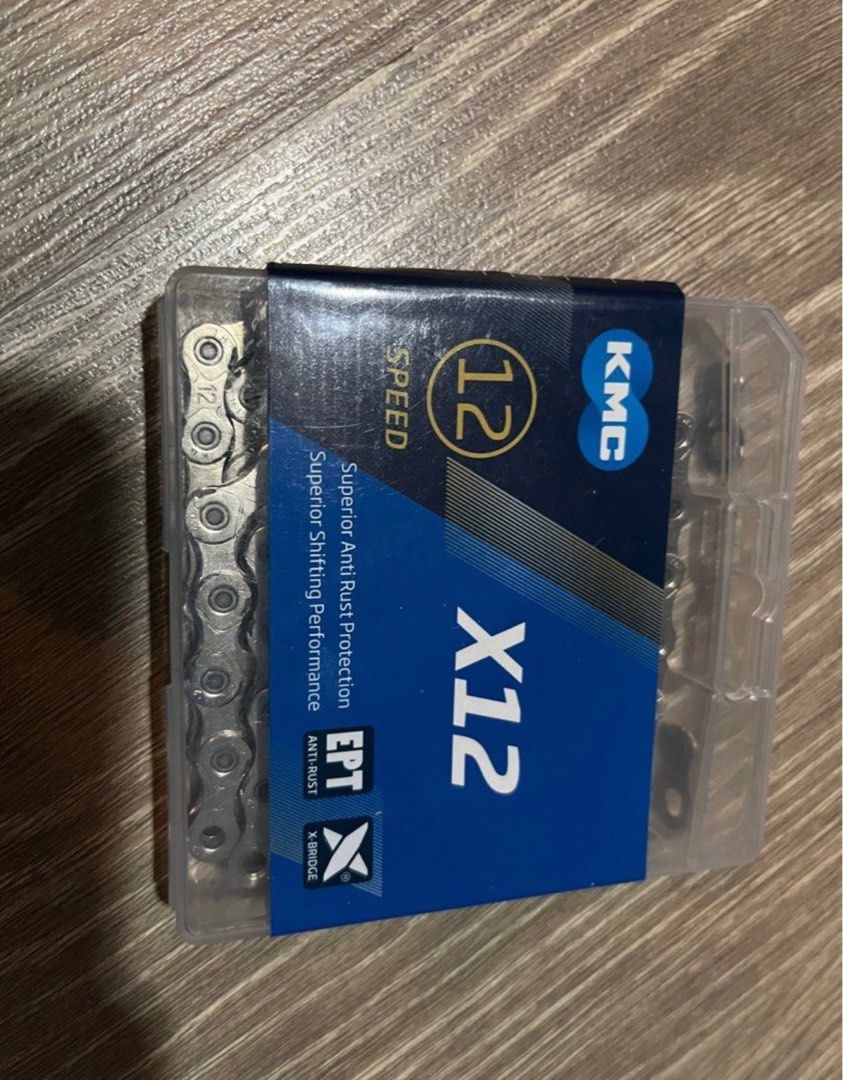 KMC
12
SPEED
X12
Superior Anti Rust Protection
Superior Shifting Performance
EPT
ANTI-RUST
X®
X-BRIDGE
12